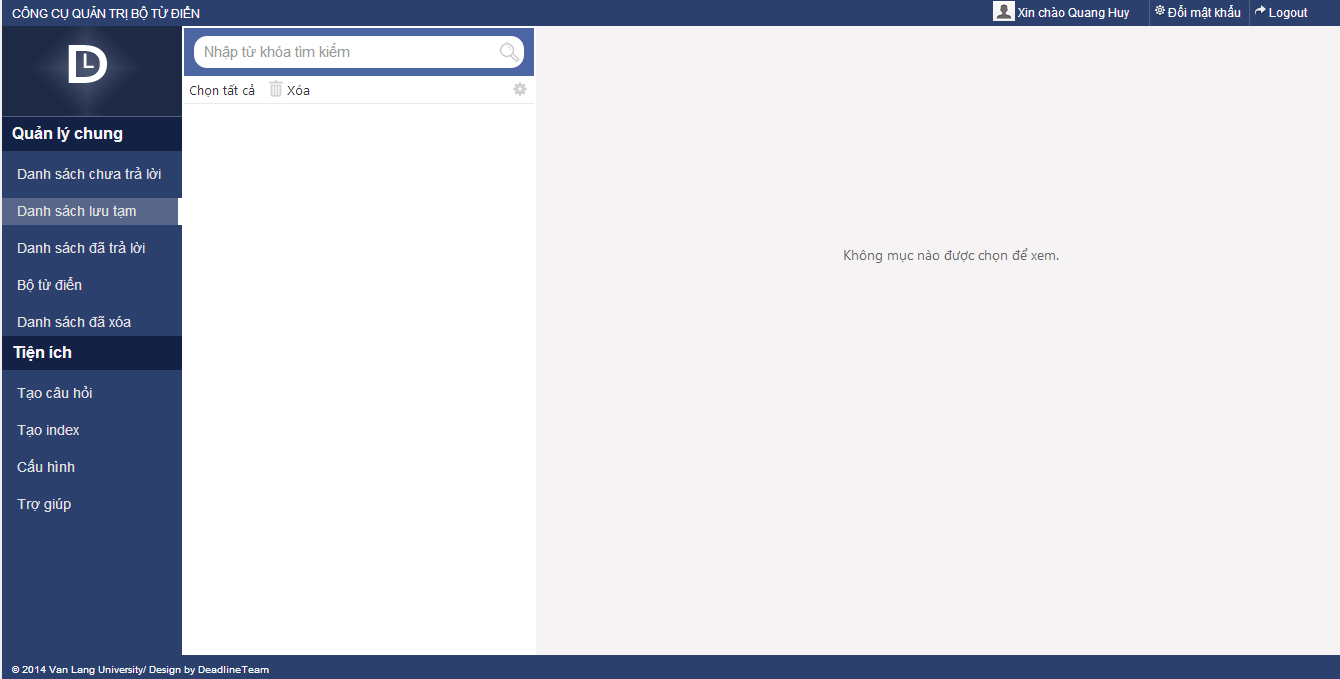 CÔNG CỤ QUẢN TRỊ BỘ TỪ ĐIỂN
Xin chào Quang Huy
Đổi mật khẩu
Logout
DL
Quản lý chung
Danh sách chưa trả lời
Danh sách lưu tạm
Danh sách đã trả lời
Bộ từ điển
Danh sách đã xóa
Tiện ích
Tạo câu hỏi
Tạo index
Cấu hình
Trợ giúp
Nhập từ khóa tìm kiếm
Chọn tất cả Xóa
Không mục nào được chọn để xem.
© 2014 Van Lang University/ Design by DeadlineTeam